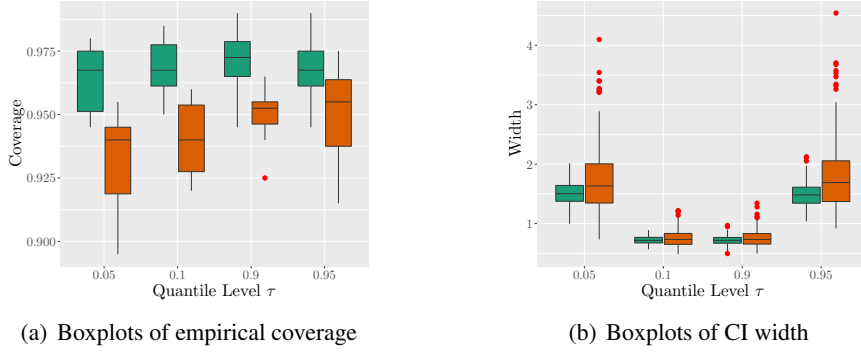 Coverage
0.975
0.950
0.925
0.900
0.05 0.1 0.9 0.95
Quantile Level τ
(a) Boxplots of empirical coverage
Width
4
3
2
1
0.05 0.1 0.9 0.95
Quantile Level τ
(b) Boxplots of CI width